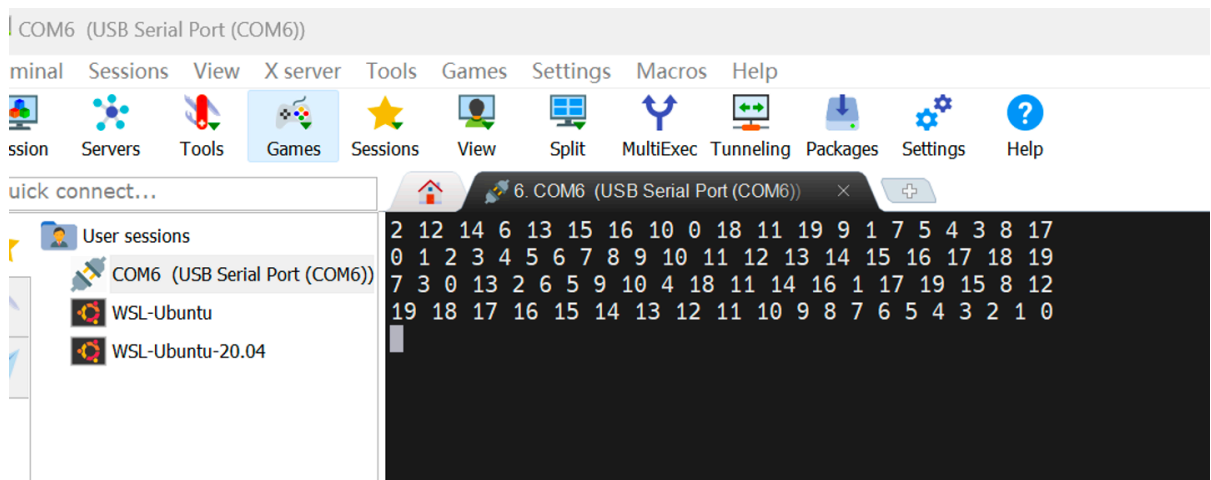 COM6 (USB Serial Port (COM6))
minal Sessions View X server Tools Games Settings Macros Help
ssion Servers Tools Games Sessions View Split MultiExec Tunneling Packages Settings Help
uick connect...
6. COM6 (USB Serial Port (COM6))
User sessions
COM6 (USB Serial Port (COM6))
WSL-Ubuntu
WSL-Ubuntu-20.04
2 12 14 6 13 15 16 10 0 18 11 19 9 1 7 5 4 3 8 17
0 1 2 3 4 5 6 7 8 9 10 11 12 13 14 15 16 17 18 19
7 3 0 13 2 6 5 9 10 4 18 11 14 16 1 17 19 15 8 12
19 18 17 16 15 14 13 12 11 10 9 8 7 6 5 4 3 2 1 0